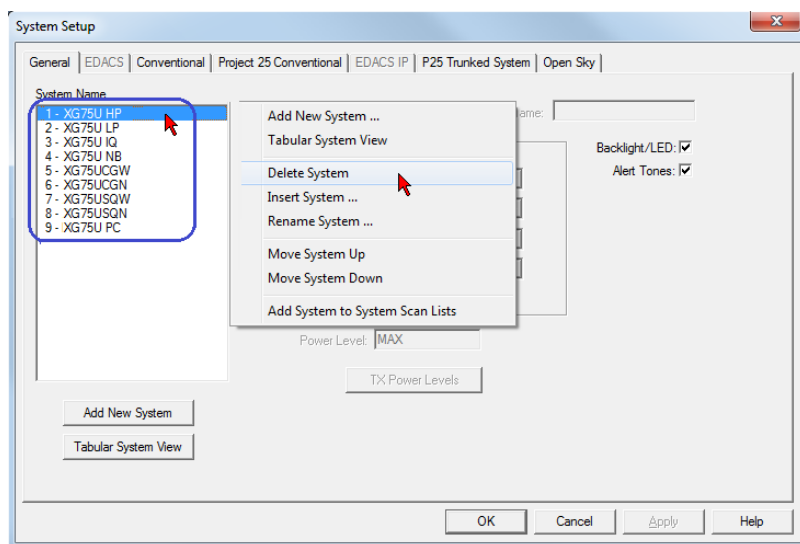 System Setup
General EDACS Conventional Project 25 Conventional EDACS IP P25 Trunked System Open Sky
System Name
1 - XG75U HP
2 - XG75U LP
3 - XG75U IQ
4 - XG75U NB
5 - XG75UCGW
6 - XG75UCGN
7 - XG75USQW
8 - XG75USQN
9 - XG75U PC
Add New System ...
Tabular System View
Delete System
Insert System ...
Rename System ...
Move System Up
Move System Down
Add System to System Scan Lists
Backlight/LED:
Alert Tones:
Power Level: MAX
TX Power Levels
Add New System
Tabular System View
OK Cancel Apply Help